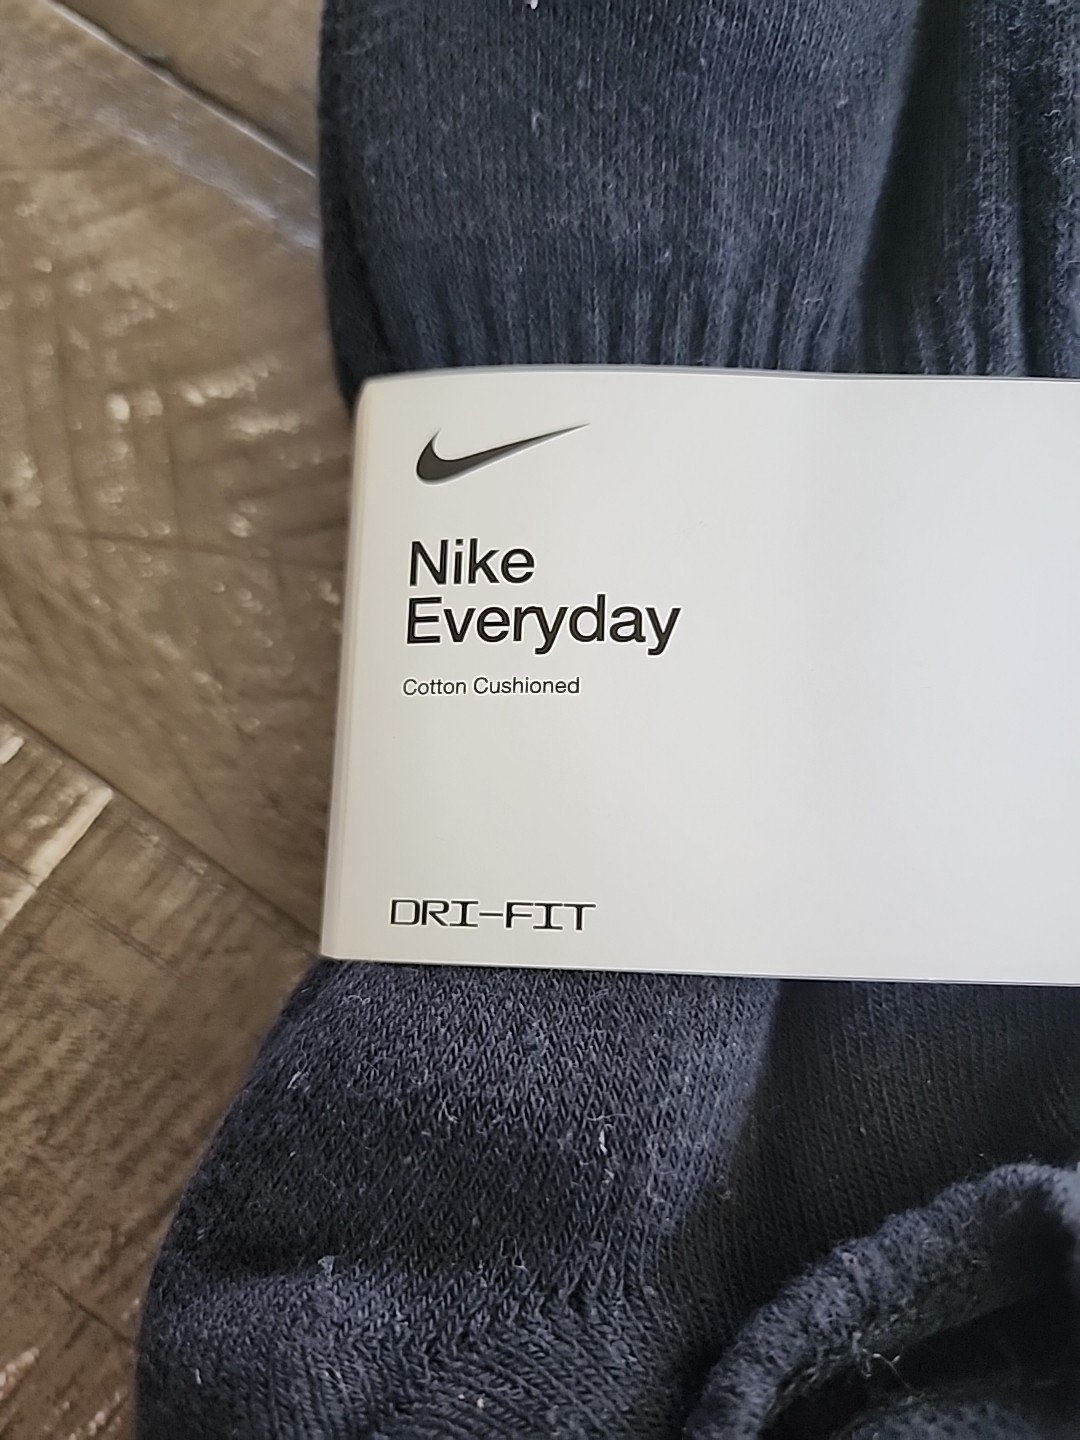 Nike
Everyday
Cotton Cushioned
DRI-FIT